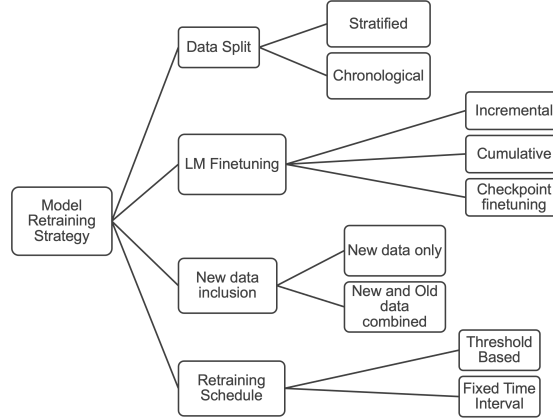 Model
Retraining
Strategy
Data Split
Stratified
Chronological
LM Finetuning
Incremental
Cumulative
Checkpoint
finetuning
New data
inclusion
New data only
New and Old
data
combined
Retraining
Schedule
Threshold
Based
Fixed Time
Interval